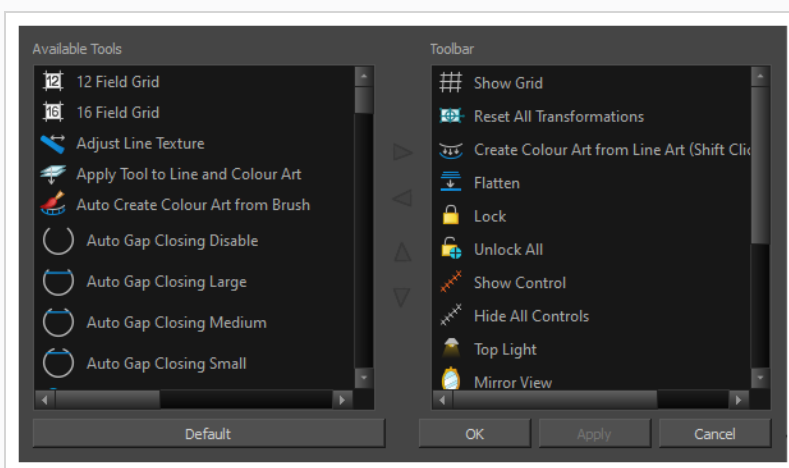 Available Tools
12 12 Field Grid
16 16 Field Grid
Adjust Line Texture
Apply Tool to Line and Colour Art
Auto Create Colour Art from Brush
Auto Gap Closing Disable
Auto Gap Closing Large
Auto Gap Closing Medium
Auto Gap Closing Small
Default
Toolbar
Show Grid
Reset All Transformations
Create Colour Art from Line Art (Shift Clic
Flatten
Lock
Unlock All
Show Control
Hide All Controls
Top Light
Mirror View
OK
Apply
Cancel